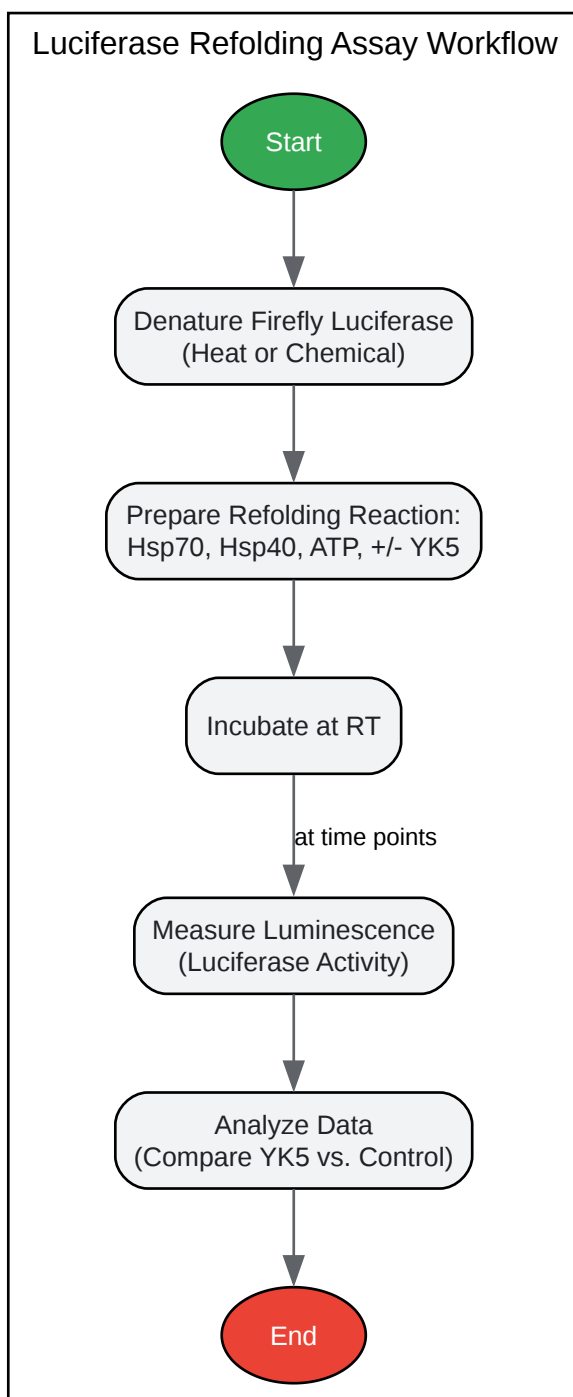 Luciferase Refolding Assay Workflow
Start
Denature Firefly Luciferase
(Heat or Chemical)
Prepare Refolding Reaction:
Hsp70, Hsp40, ATP, +/- YK5
Incubate at RT
at time points
Measure Luminescence
(Luciferase Activity)
Analyze Data
(Compare YK5 vs. Control)
End